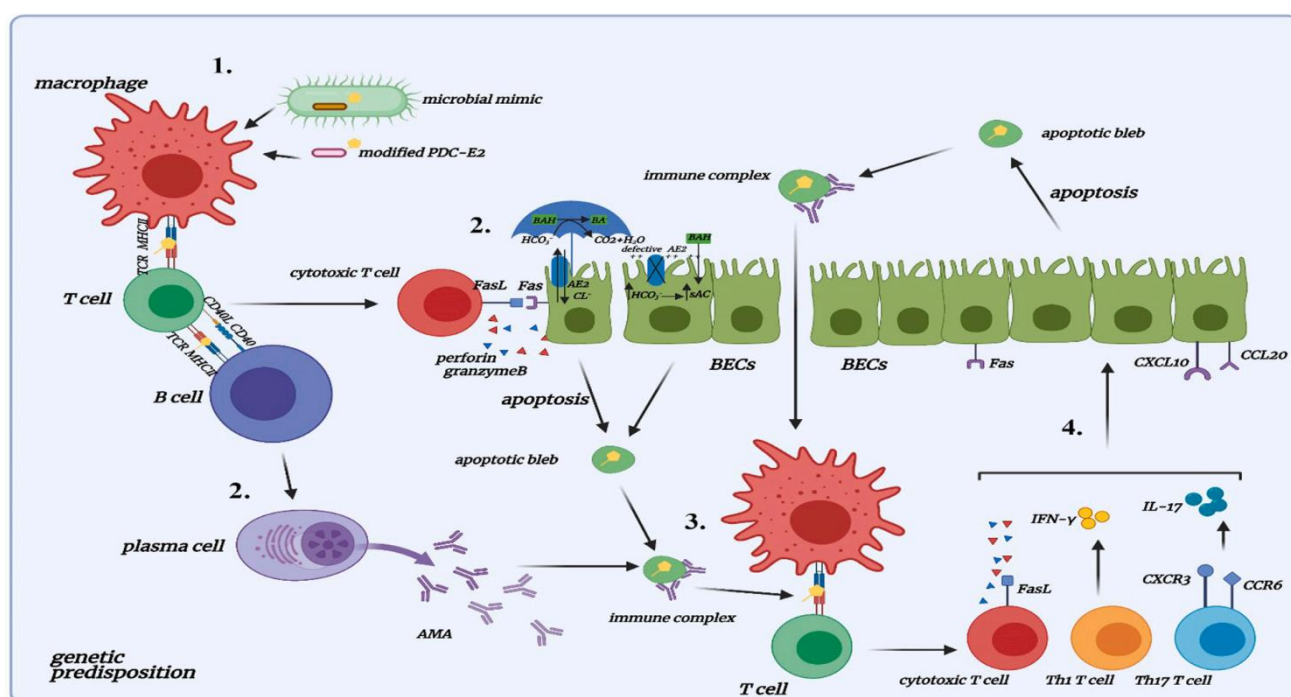 1.
macrophage
microbial mimic
modified PDC-E2
TCR MHCII
T cell
CD40L CD40
TCR MHCII
B cell
2.
plasma cell
AMA
genetic
predisposition
cytotoxic T cell
2.
BAH
BA⁻
HCO₃⁻
CO2+H₂O
AE2
CL⁻
FasL
Fas
perforin
granzymeB
defective AE2
++ ++ ++
BAH
HCO₃⁻
sAC
BECs
apoptosis
apoptotic bleb
immune complex
immune complex
apoptotic bleb
apoptosis
BECs
Fas
CXCL10
CCL20
3.
T cell
4.
IFN-γ
IL-17
FasL
CXCR3
CCR6
cytotoxic T cell
Th1 T cell
Th17 T cell